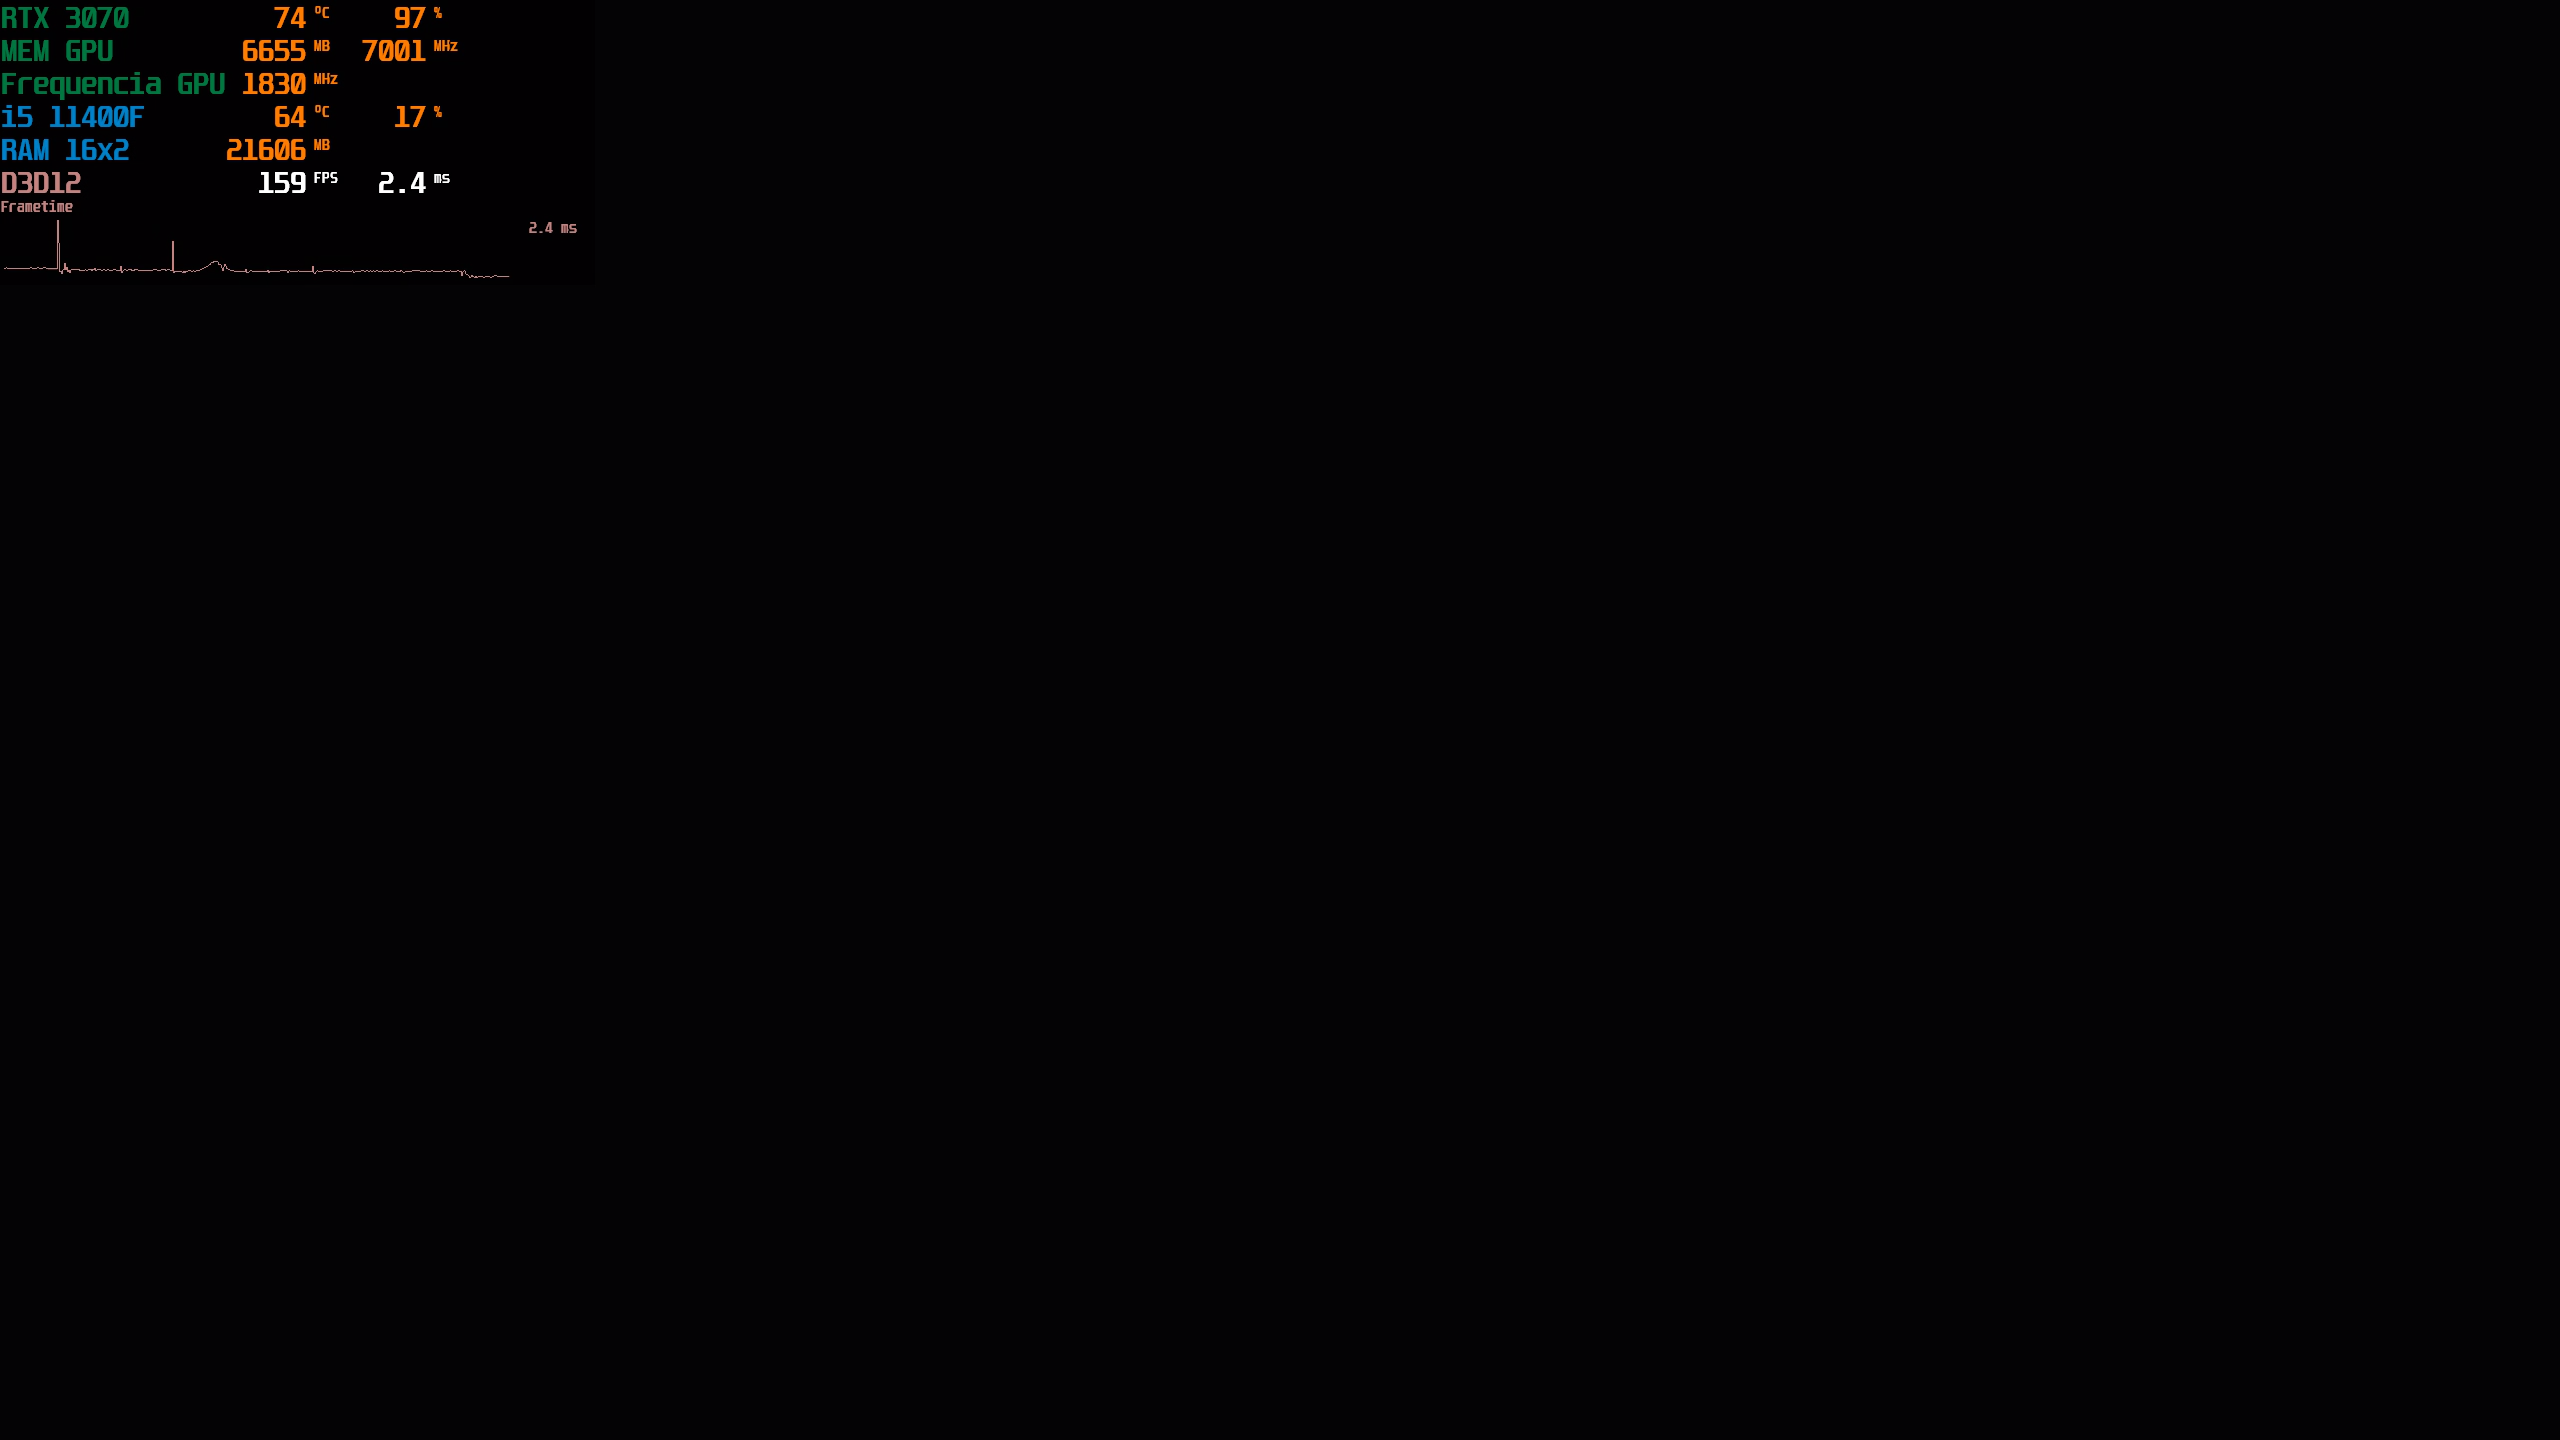 RTX 3070 74 °C 97 %
MEM GPU 6655 MB 7001 MHz
Frequencia GPU 1830 MHz
i5 11400F 64 °C 17 %
RAM 16x2 21606 MB
D3D12 159 FPS 2.4 ms
Frametime
2.4 ms